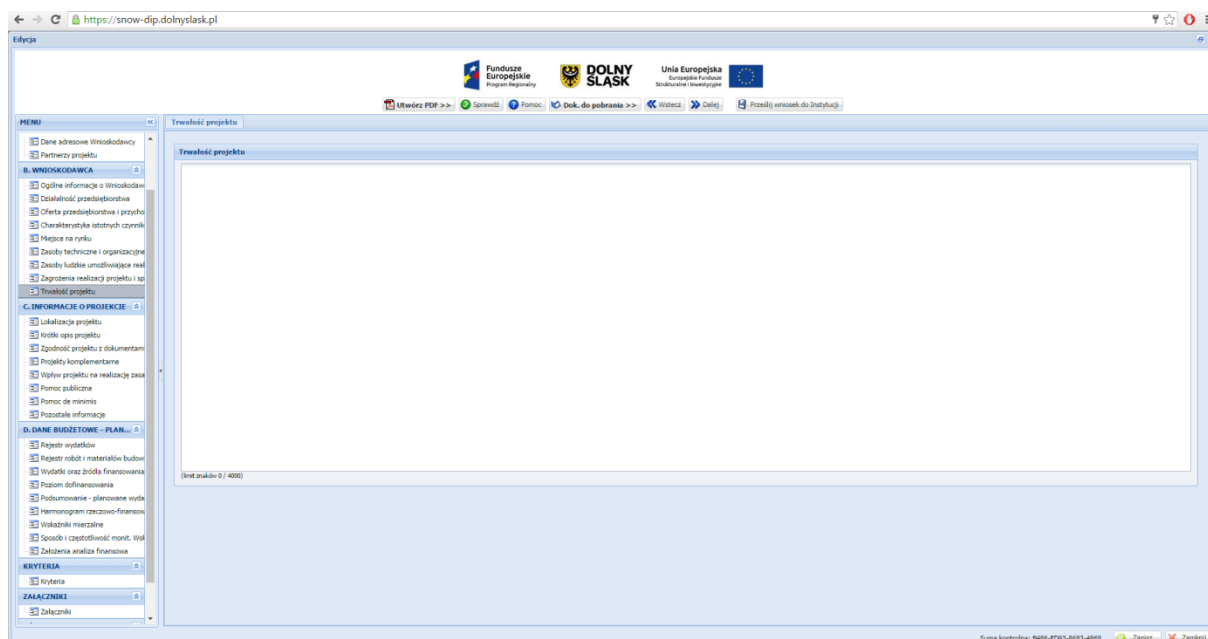 https://snow-dip.dolnyslask.pl
Edycja
Fundusze
Europejskie
Program Regionalny
DOLNY
ŚLĄSK
Unia Europejska
Europejskie Fundusze
Strukturalne i Inwestycyjne
Utwórz PDF >> Sprawdź Pomoc Dok. do pobrania >> Wstecz Dalej Prześlij wniosek do Instytucji
MENU
Trwałość projektu
Dane adresowe Wnioskodawcy
Partnerzy projektu
B. WNIOSKODAWCA
Ogólne informacje o Wnioskodaw
Działalność przedsiębiorstwa
Oferta przedsiębiorstwa i przycho
Charakterystyka istotnych czynnik
Miejsce na rynku
Zasoby techniczne i organizacyjne
Zasoby ludzkie umożliwiające real
Zagrożenia realizacji projektu i sp
Trwałość projektu
C. INFORMACJE O PROJEKCIE
Lokalizacja projektu
Krótki opis projektu
Zgodność projektu z dokumentam
Projekty komplementarne
Wpływ projektu na realizację zasa
Pomoc publiczna
Pomoc de minimis
Pozostałe informacje
D. DANE BUDŻETOWE - PLAN...
Rejestr wydatków
Rejestr robót i materiałów budow
Wydatki oraz źródła finansowania
Poziom dofinansowania
Podsumowanie - planowane wyda
Harmonogram rzeczowo-finansow
Wskaźniki mierzalne
Sposób i częstotliwość monit. Wsk
Założenia analiza finansowa
KRYTERIA
Kryteria
ZAŁĄCZNIKI
Załączniki
Trwałość projektu
(limit znaków 0 / 4000)
Suma kontrolna: Zapisz Zamknij